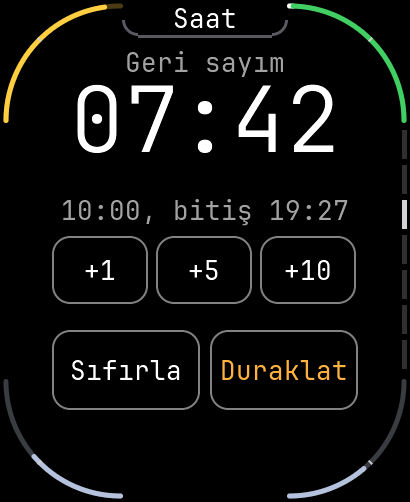 Saat
Geri sayım
07:42
10:00, bitiş 19:27
+1 +5 +10
Sıfırla Duraklat